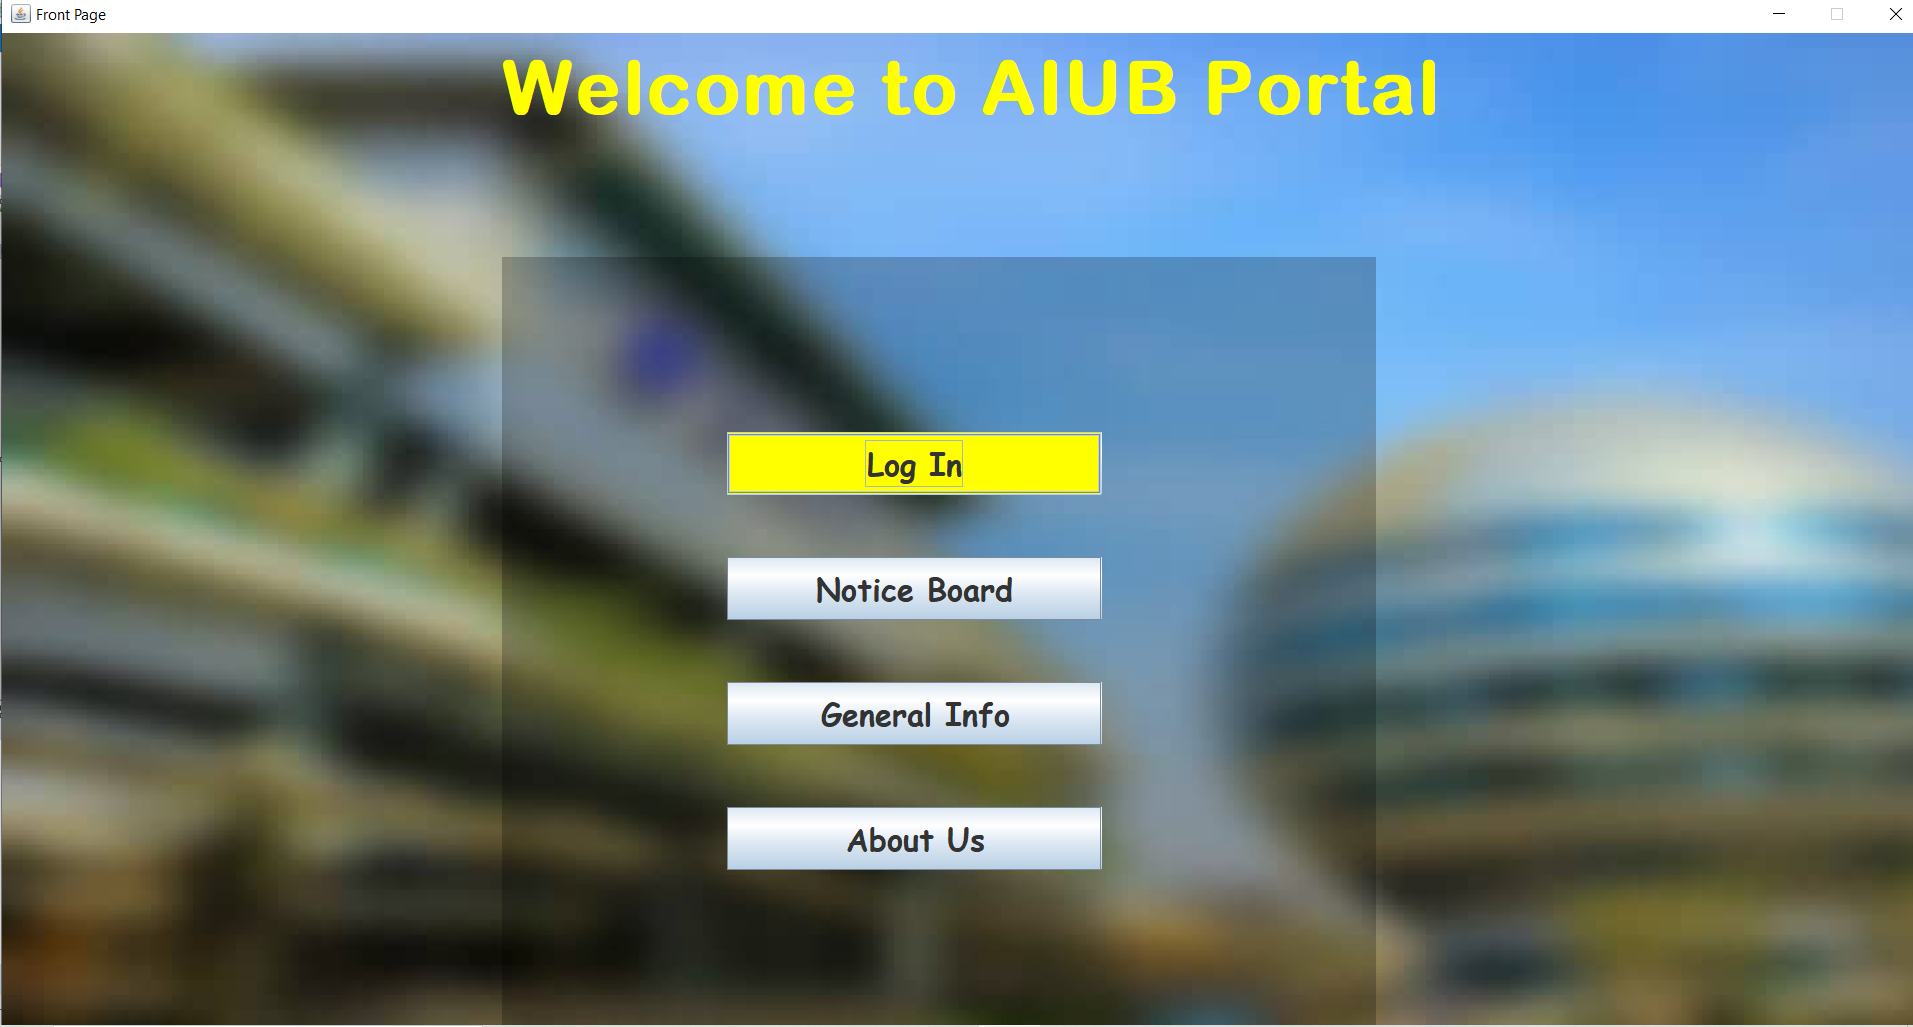 Front Page
Welcome to AIUB Portal
Log In
Notice Board
General Info
About Us